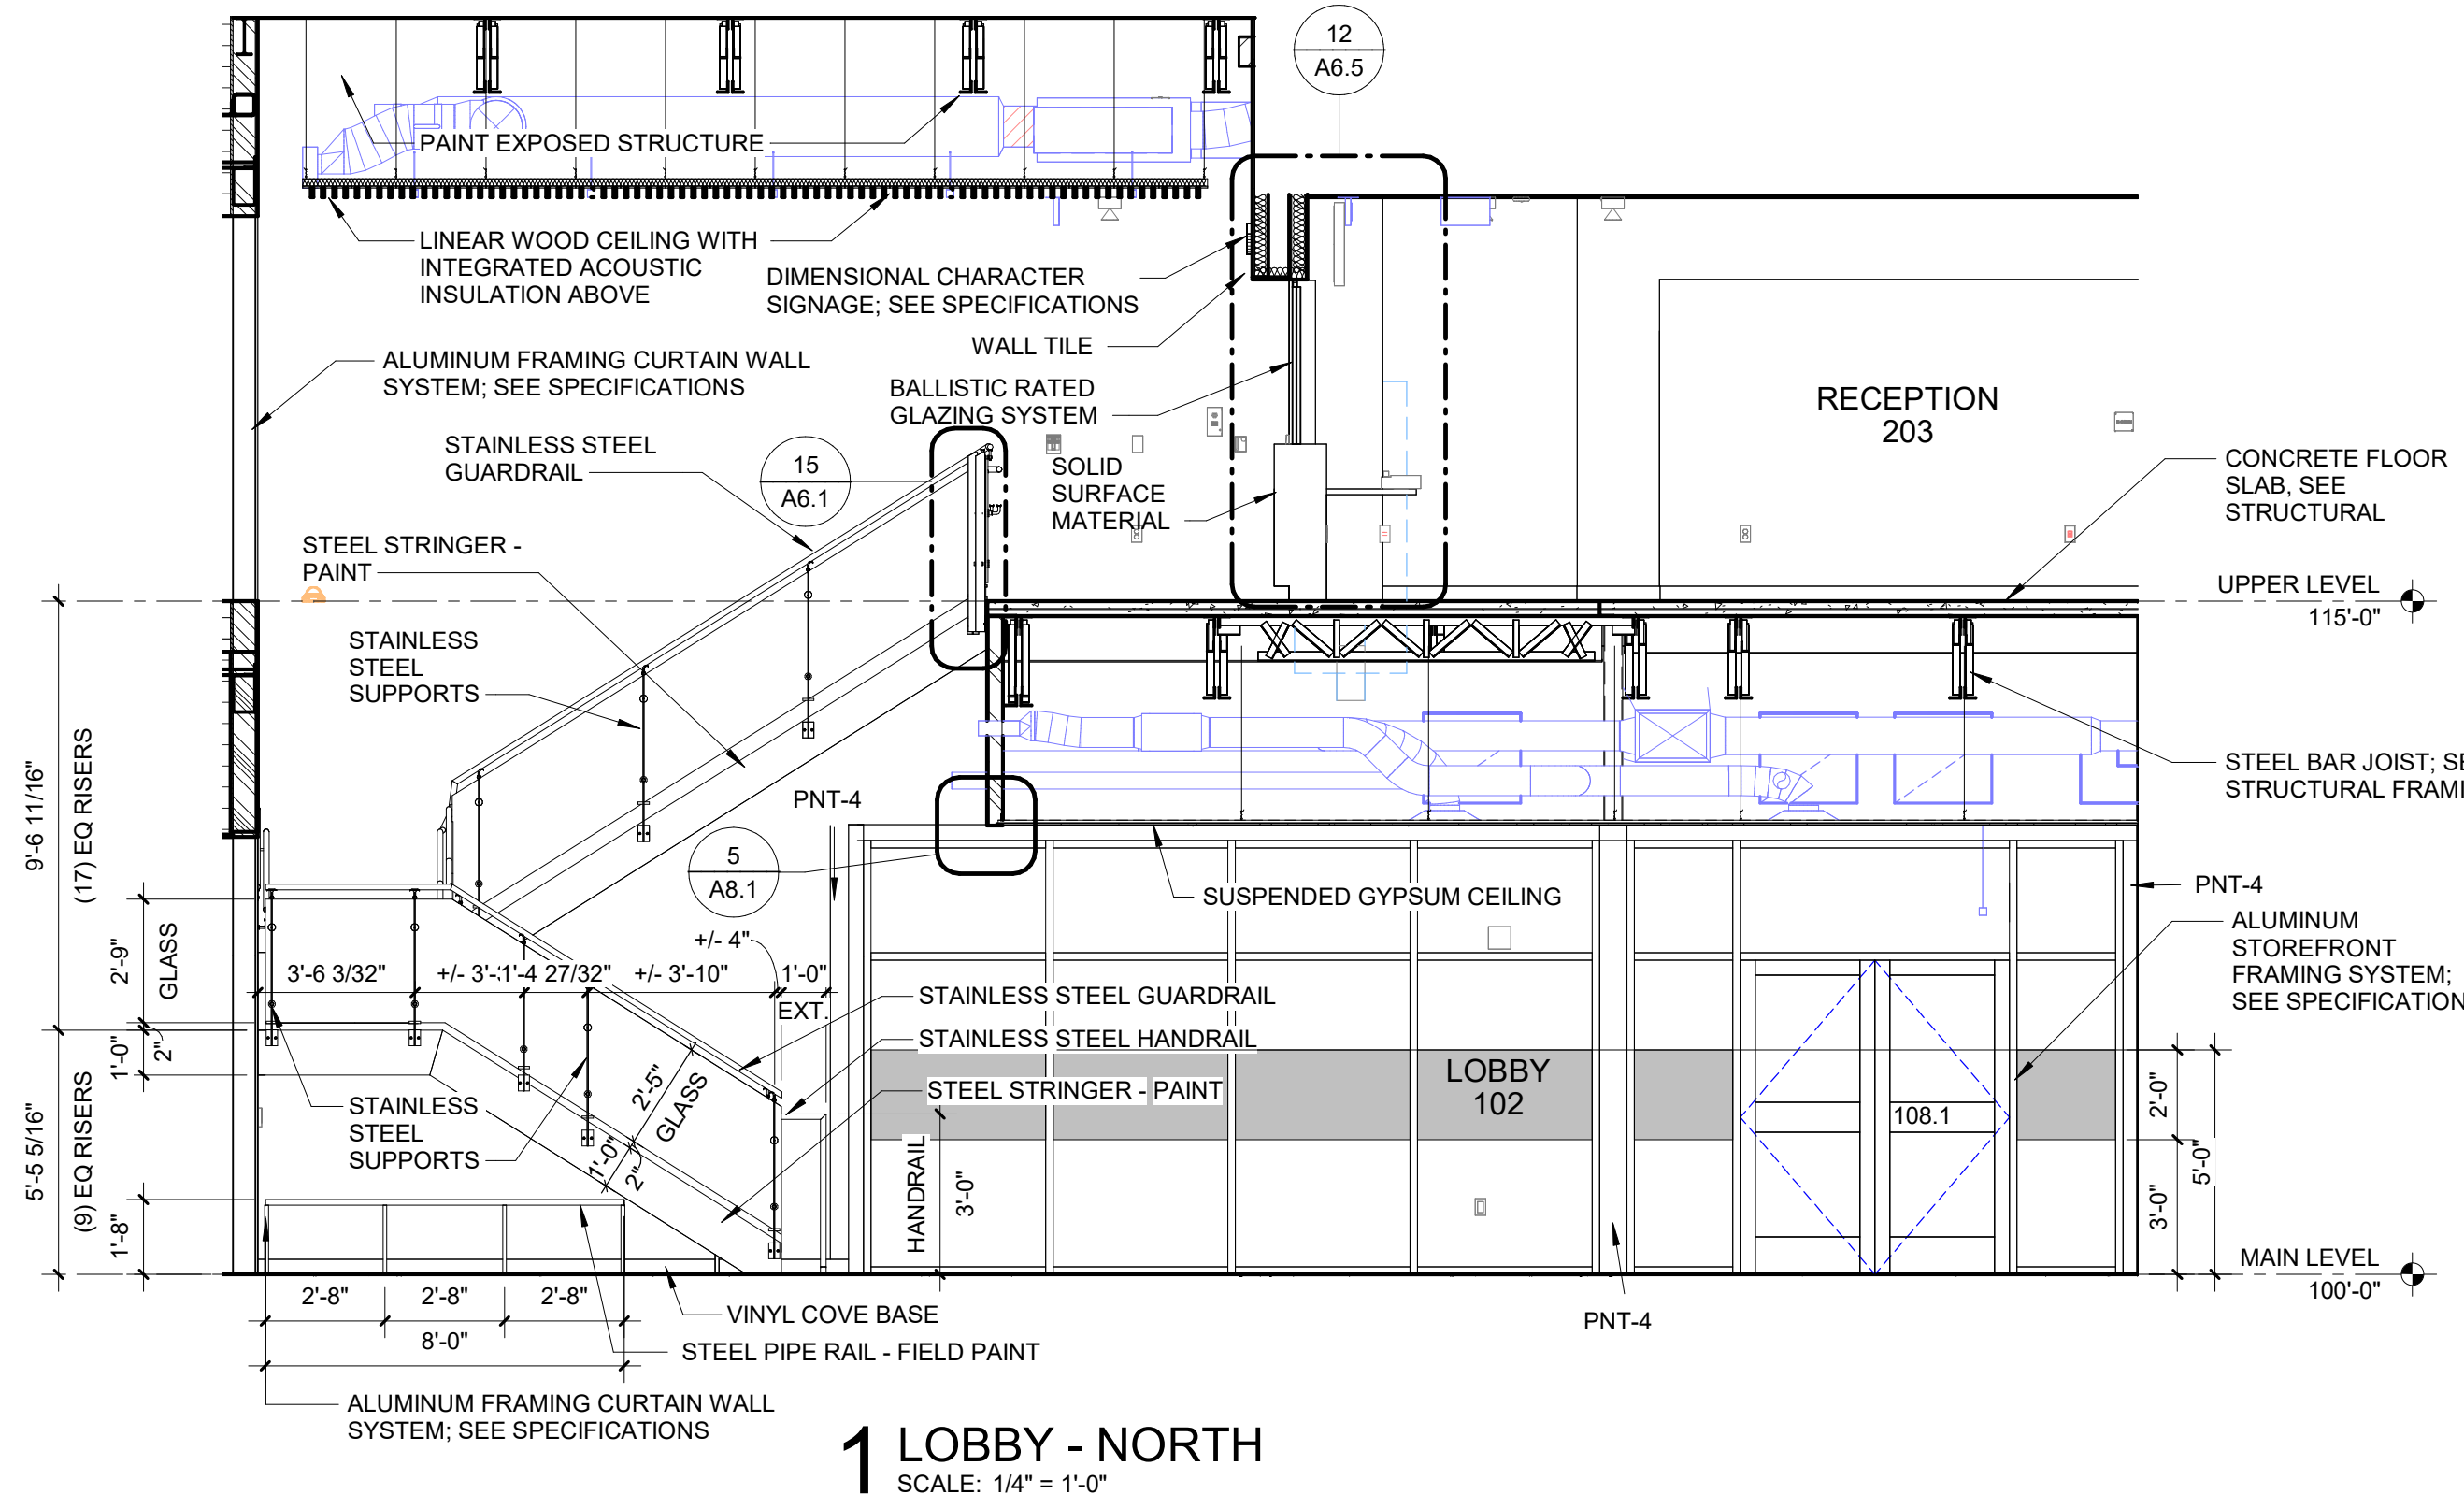 12
A6.5
PAINT EXPOSED STRUCTURE
LINEAR WOOD CEILING WITH
INTEGRATED ACOUSTIC
INSULATION ABOVE
DIMENSIONAL CHARACTER
SIGNAGE; SEE SPECIFICATIONS
WALL TILE
ALUMINUM FRAMING CURTAIN WALL
SYSTEM; SEE SPECIFICATIONS
BALLISTIC RATED
GLAZING SYSTEM
RECEPTION
203
STAINLESS STEEL
GUARDRAIL
15
A6.1
SOLID
SURFACE
MATERIAL
CONCRETE FLOOR
SLAB, SEE
STRUCTURAL
STEEL STRINGER -
PAINT
UPPER LEVEL
115'-0"
STAINLESS
STEEL
SUPPORTS
9'-6 11/16"
(17) EQ RISERS
PNT-4
STEEL BAR JOIST; SE
STRUCTURAL FRAMI
5
A8.1
SUSPENDED GYPSUM CEILING
PNT-4
ALUMINUM
STOREFRONT
FRAMING SYSTEM;
SEE SPECIFICATION
2'-9"
GLASS
+/- 4"
3'-6 3/32"
+/- 3'-
1'-4 27/32"
+/- 3'-10"
1'-0"
EXT.
STAINLESS STEEL GUARDRAIL
STAINLESS STEEL HANDRAIL
STEEL STRINGER - PAINT
1'-0"
2"
2'-5"
GLASS
1'-0"
2"
LOBBY
102
108.1
STAINLESS
STEEL
SUPPORTS
5'-5 5/16"
(9) EQ RISERS
1'-8"
HANDRAIL
3'-0"
2'-0"
3'-0"
5'-0"
MAIN LEVEL
100'-0"
2'-8"
2'-8"
2'-8"
8'-0"
VINYL COVE BASE
PNT-4
STEEL PIPE RAIL - FIELD PAINT
ALUMINUM FRAMING CURTAIN WALL
SYSTEM; SEE SPECIFICATIONS
1 LOBBY - NORTH
SCALE: 1/4" = 1'-0"